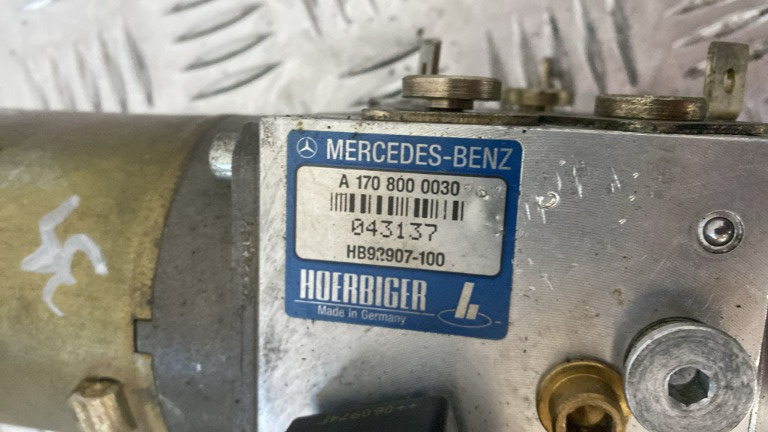 MERCEDES-BENZ
A 170 800 0030
043137
HB92907-100
HOERBIGER
Made in Germany